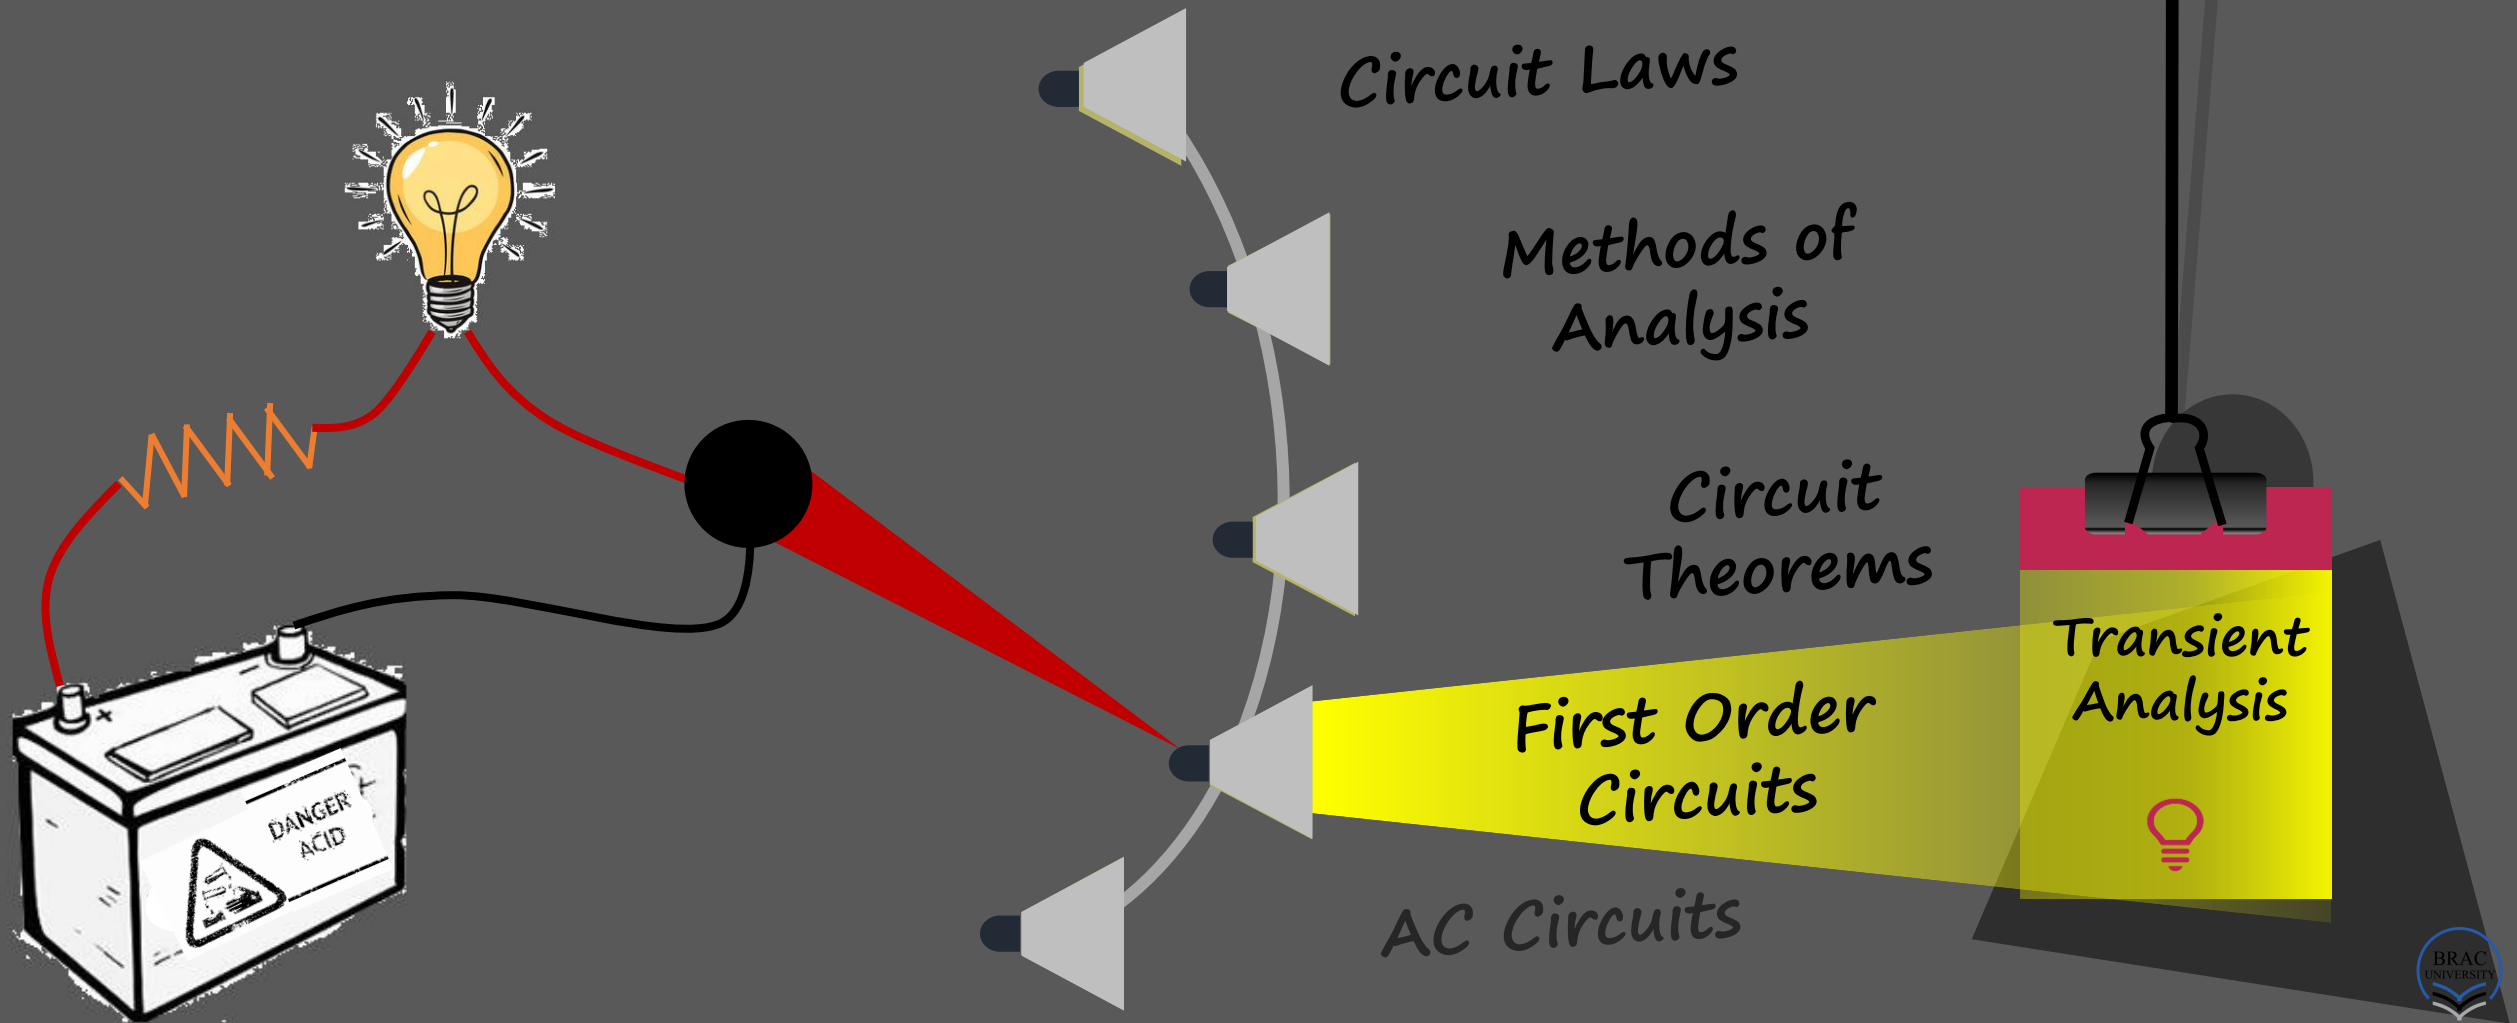 Circuit Laws
Methods of
Analysis
Circuit
Theorems
First Order
Circuits
AC Circuits
Transient
Analysis
+
DANGER
ACID
BRAC
UNIVERSITY